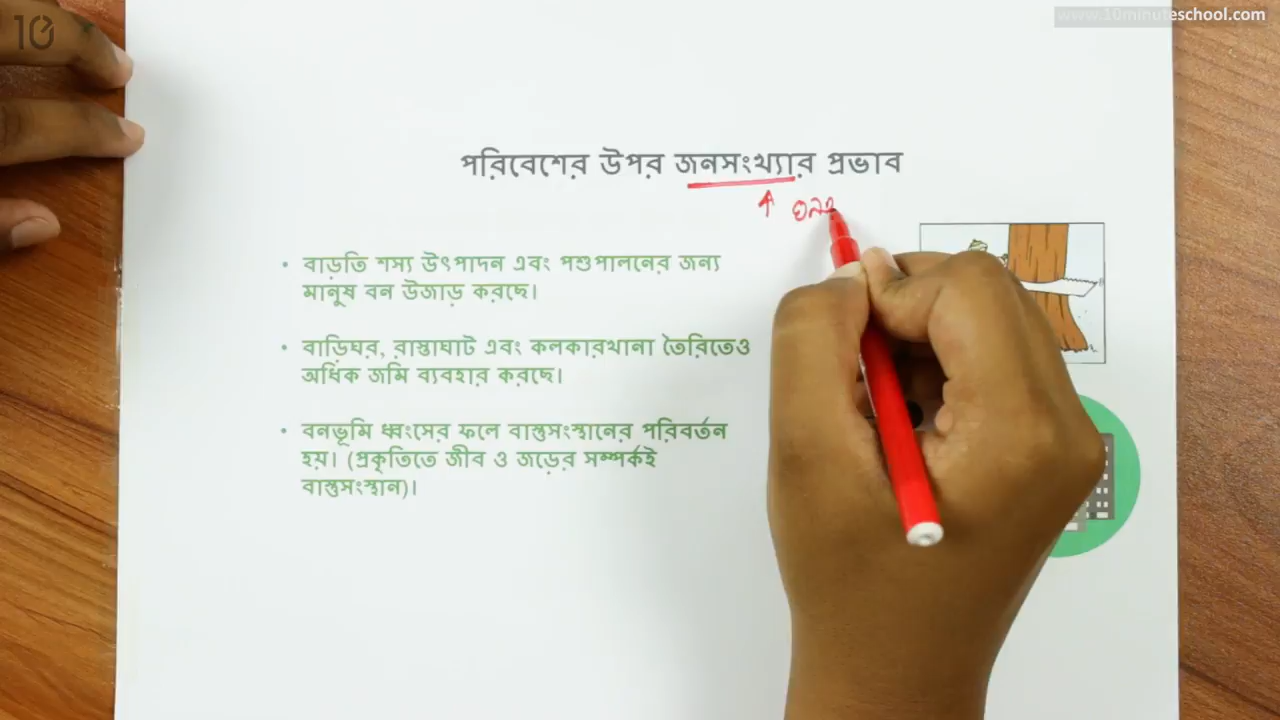 10
www.10minuteschool.com
পরিবেশের উপর জনসংখ্যার প্রভাব
• বাড়তি শস্য উৎপাদন এবং পশুপালনের জন্য
মানুষ বন উজাড় করছে।
• বাড়িঘর, রাস্তাঘাট এবং কলকারখানা তৈরিতেও
অধিক জমি ব্যবহার করছে।
• বনভূমি ধ্বংসের ফলে বাস্তুসংস্থানের পরিবর্তন
হয়। (প্রকৃতিতে জীব ও জড়ের সম্পর্কই
বাস্তুসংস্থান)।